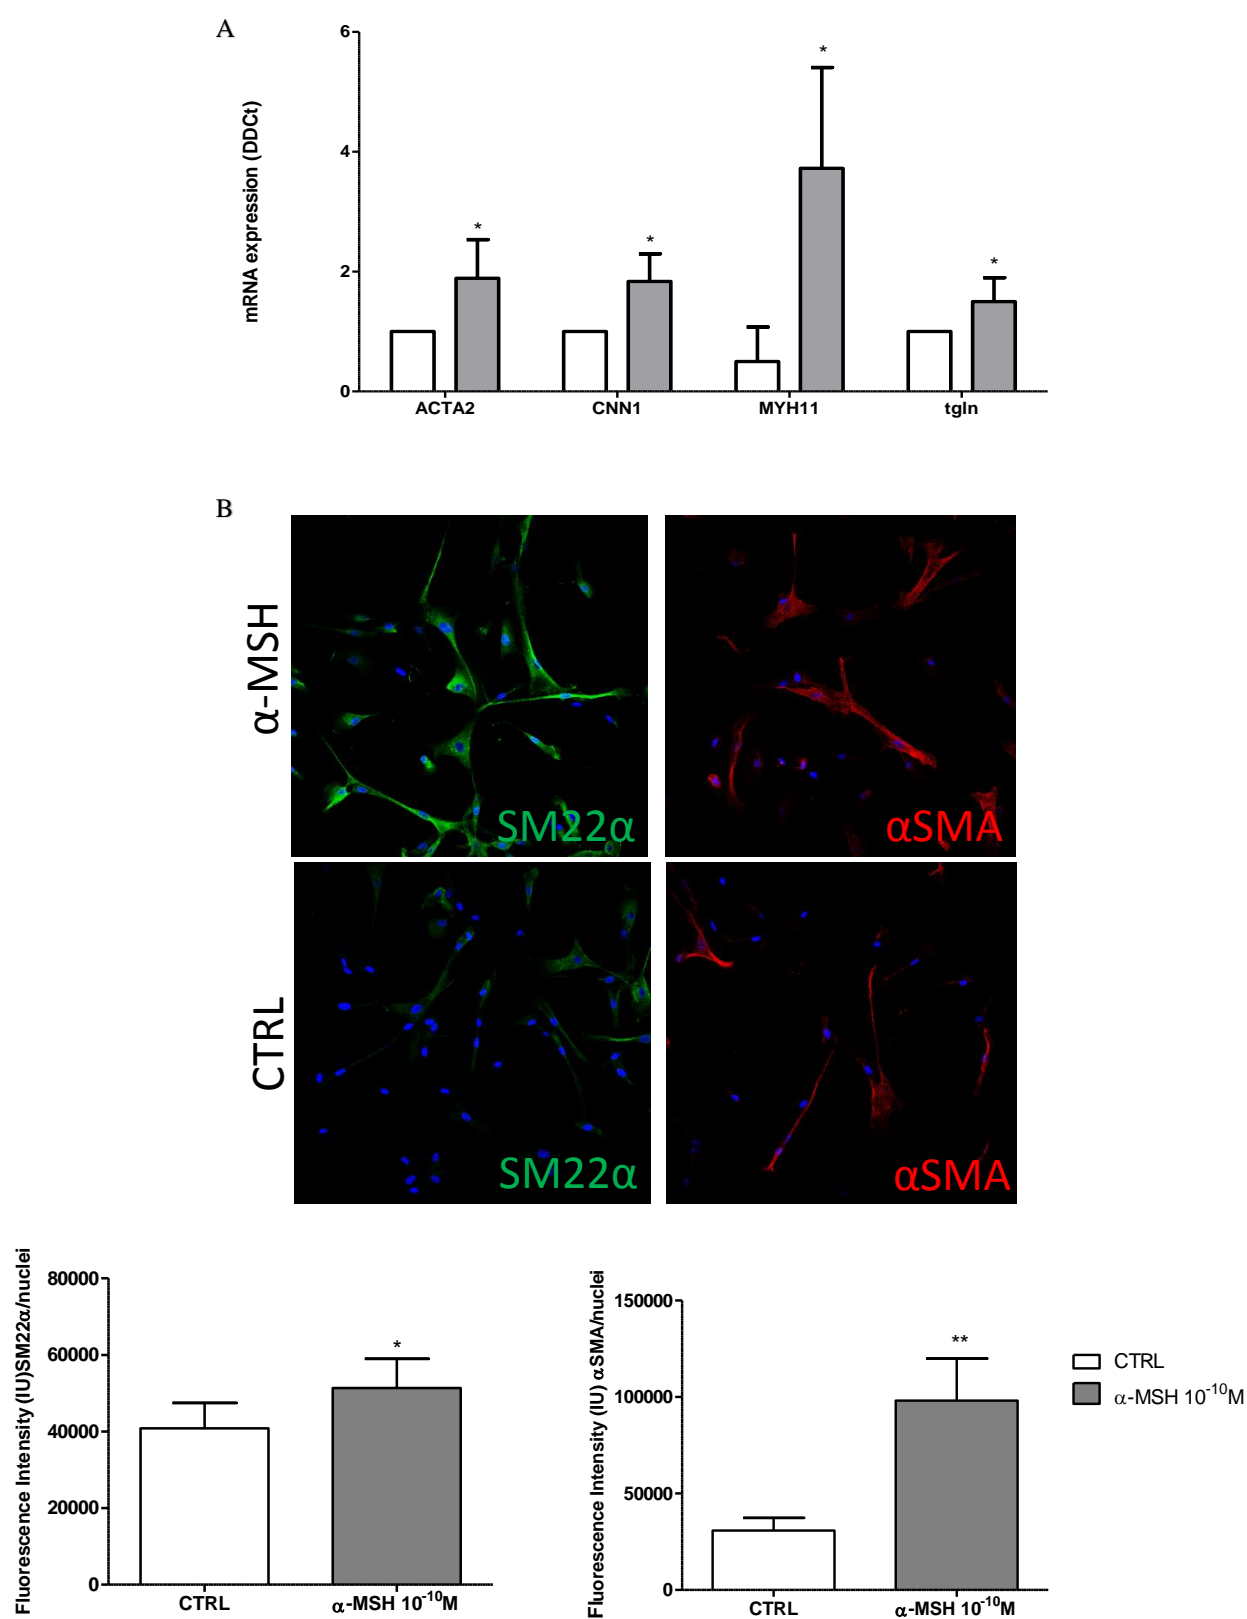 A
mRNA expression (DDCt)
6
4
2
0
*
*
*
*
ACTA2 CNN1 MYH11 tgln
B
α-MSH
SM22α
αSMA
CTRL
SM22α
αSMA
Fluorescence Intensity (IU)SM22α/nuclei
80000
60000
40000
20000
0
*
CTRL α-MSH 10⁻¹⁰M
Fluorescence Intensity (IU) αSMA/nuclei
150000
100000
50000
0
**
CTRL α-MSH 10⁻¹⁰M
CTRL
α-MSH 10⁻¹⁰M